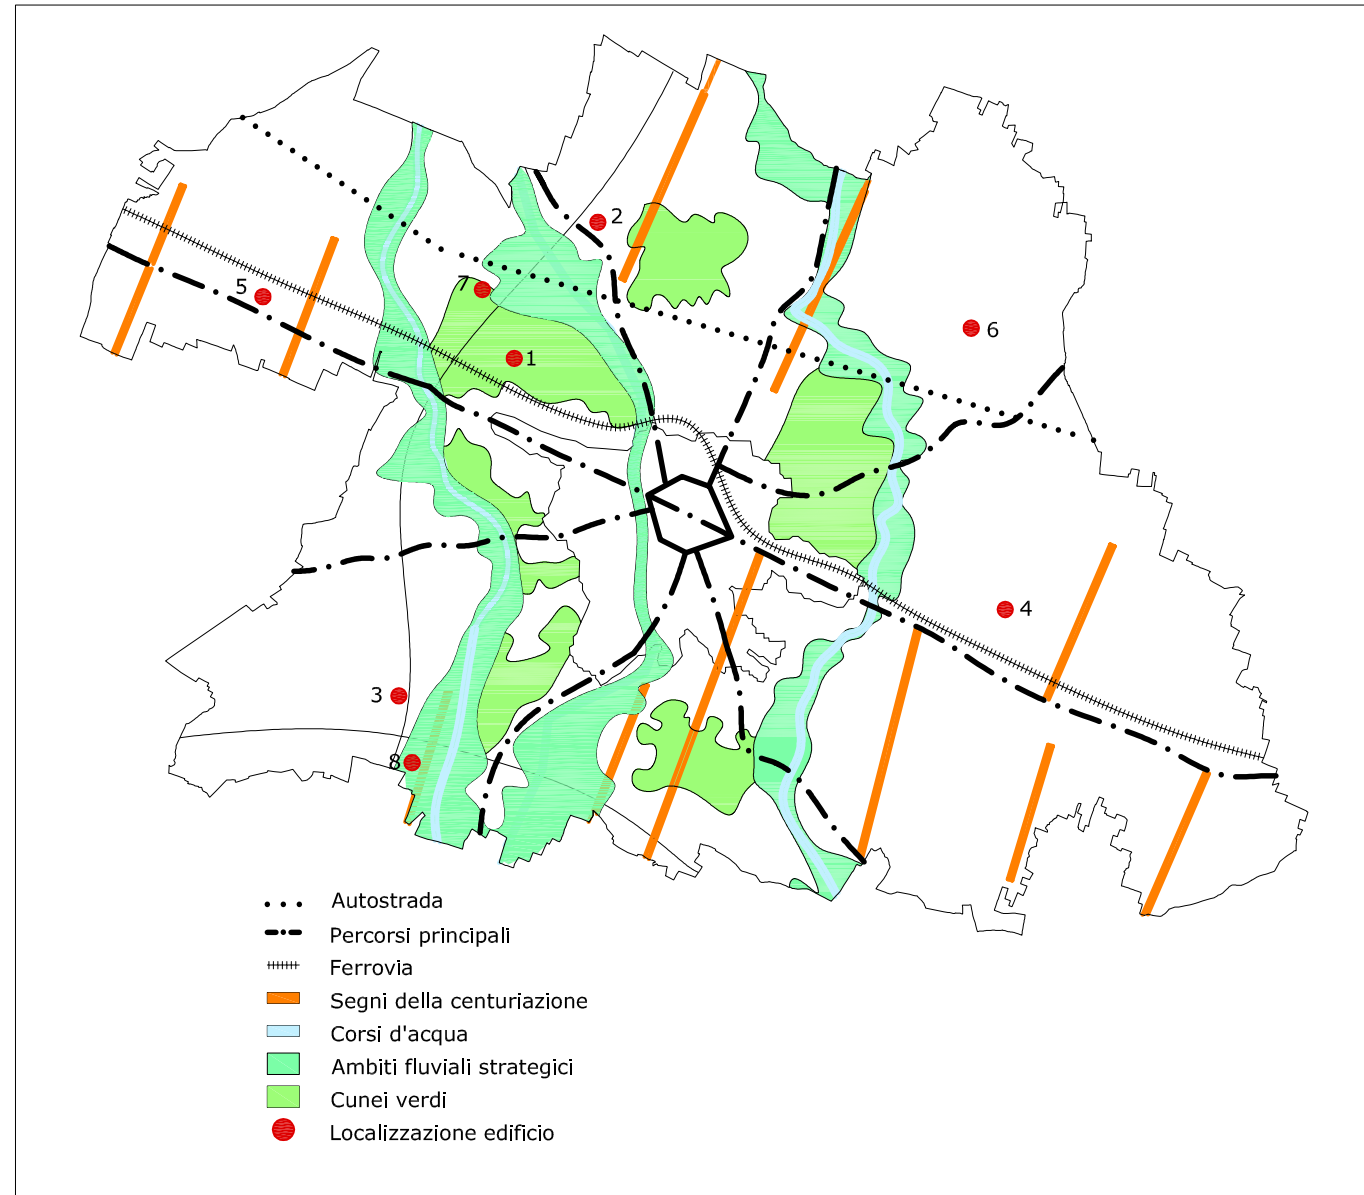 2
5
7
6
1
4
3
8
Autostrada
Percorsi principali
Ferrovia
Segni della centuriazione
Corsi d'acqua
Ambiti fluviali strategici
Cunei verdi
Localizzazione edificio